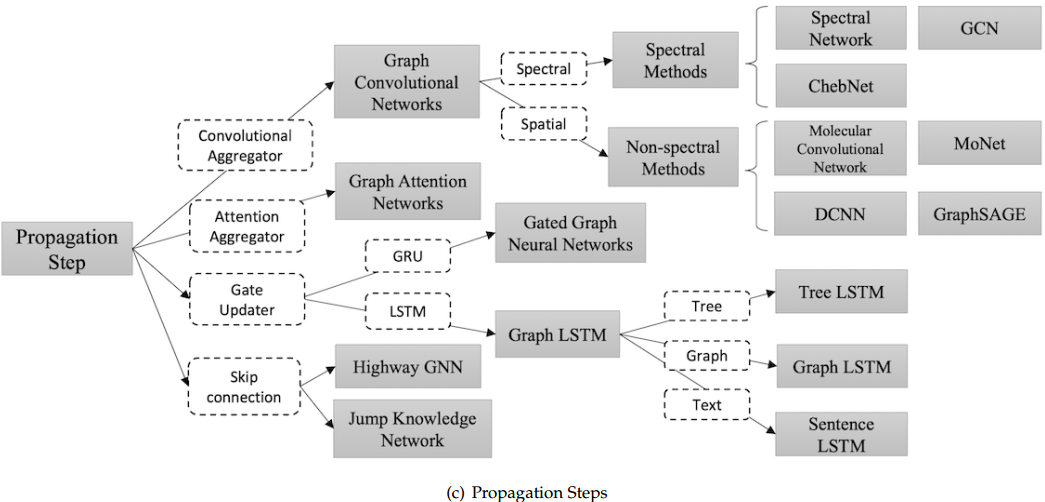 Propagation
Step
Convolutional
Aggregator
Attention
Aggregator
Gate
Updater
Skip
connection
Graph
Convolutional
Networks
Graph Attention
Networks
GRU
LSTM
Highway GNN
Jump Knowledge
Network
Spectral
Spatial
Gated Graph
Neural Networks
Graph LSTM
Spectral
Methods
Non-spectral
Methods
Tree
Graph
Text
Spectral
Network
GCN
ChebNet
Molecular
Convolutional
Network
MoNet
DCNN
GraphSAGE
Tree LSTM
Graph LSTM
Sentence
LSTM
(c) Propagation Steps